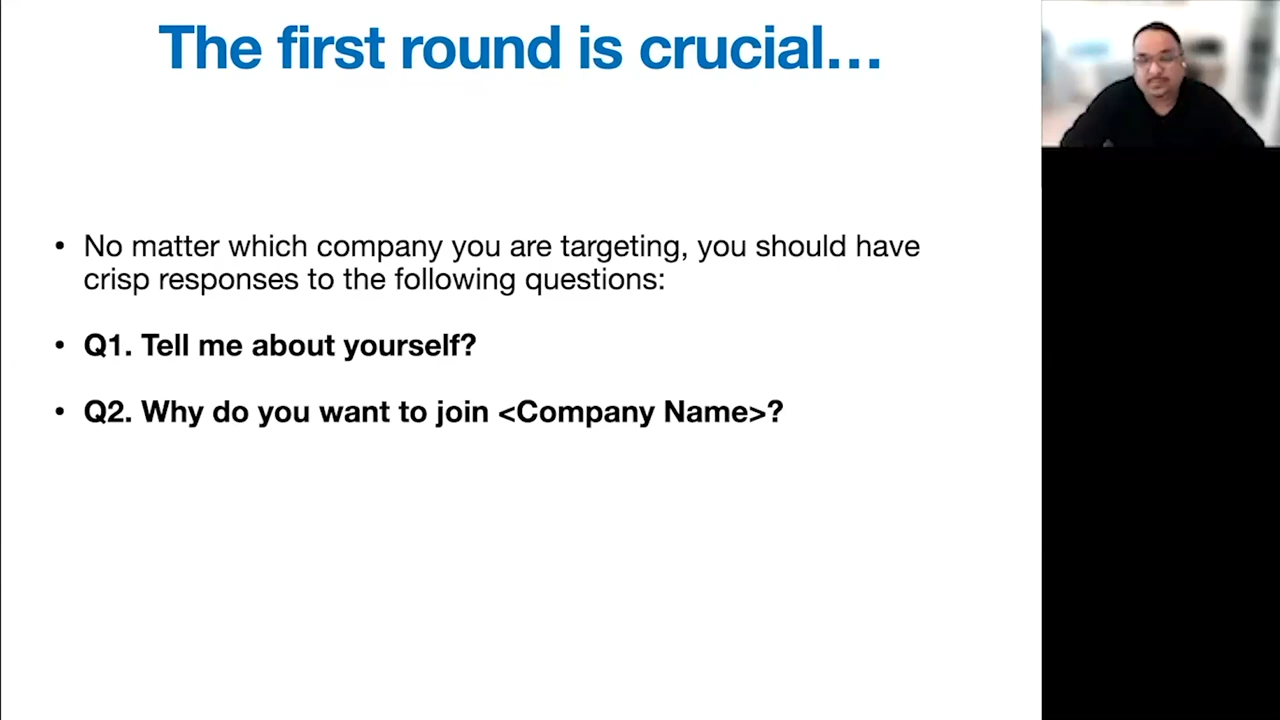 The first round is crucial…
• No matter which company you are targeting, you should have
crisp responses to the following questions:
• Q1. Tell me about yourself?
• Q2. Why do you want to join <Company Name>?